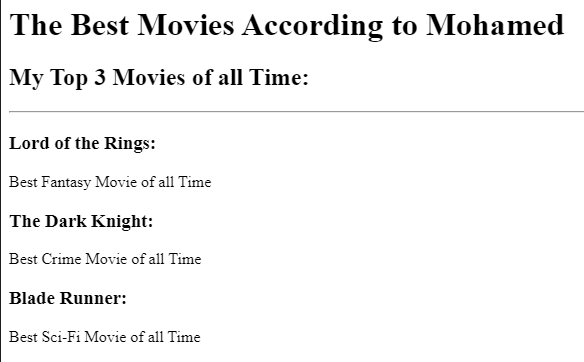 The Best Movies According to Mohamed
My Top 3 Movies of all Time:
Lord of the Rings:
Best Fantasy Movie of all Time
The Dark Knight:
Best Crime Movie of all Time
Blade Runner:
Best Sci-Fi Movie of all Time